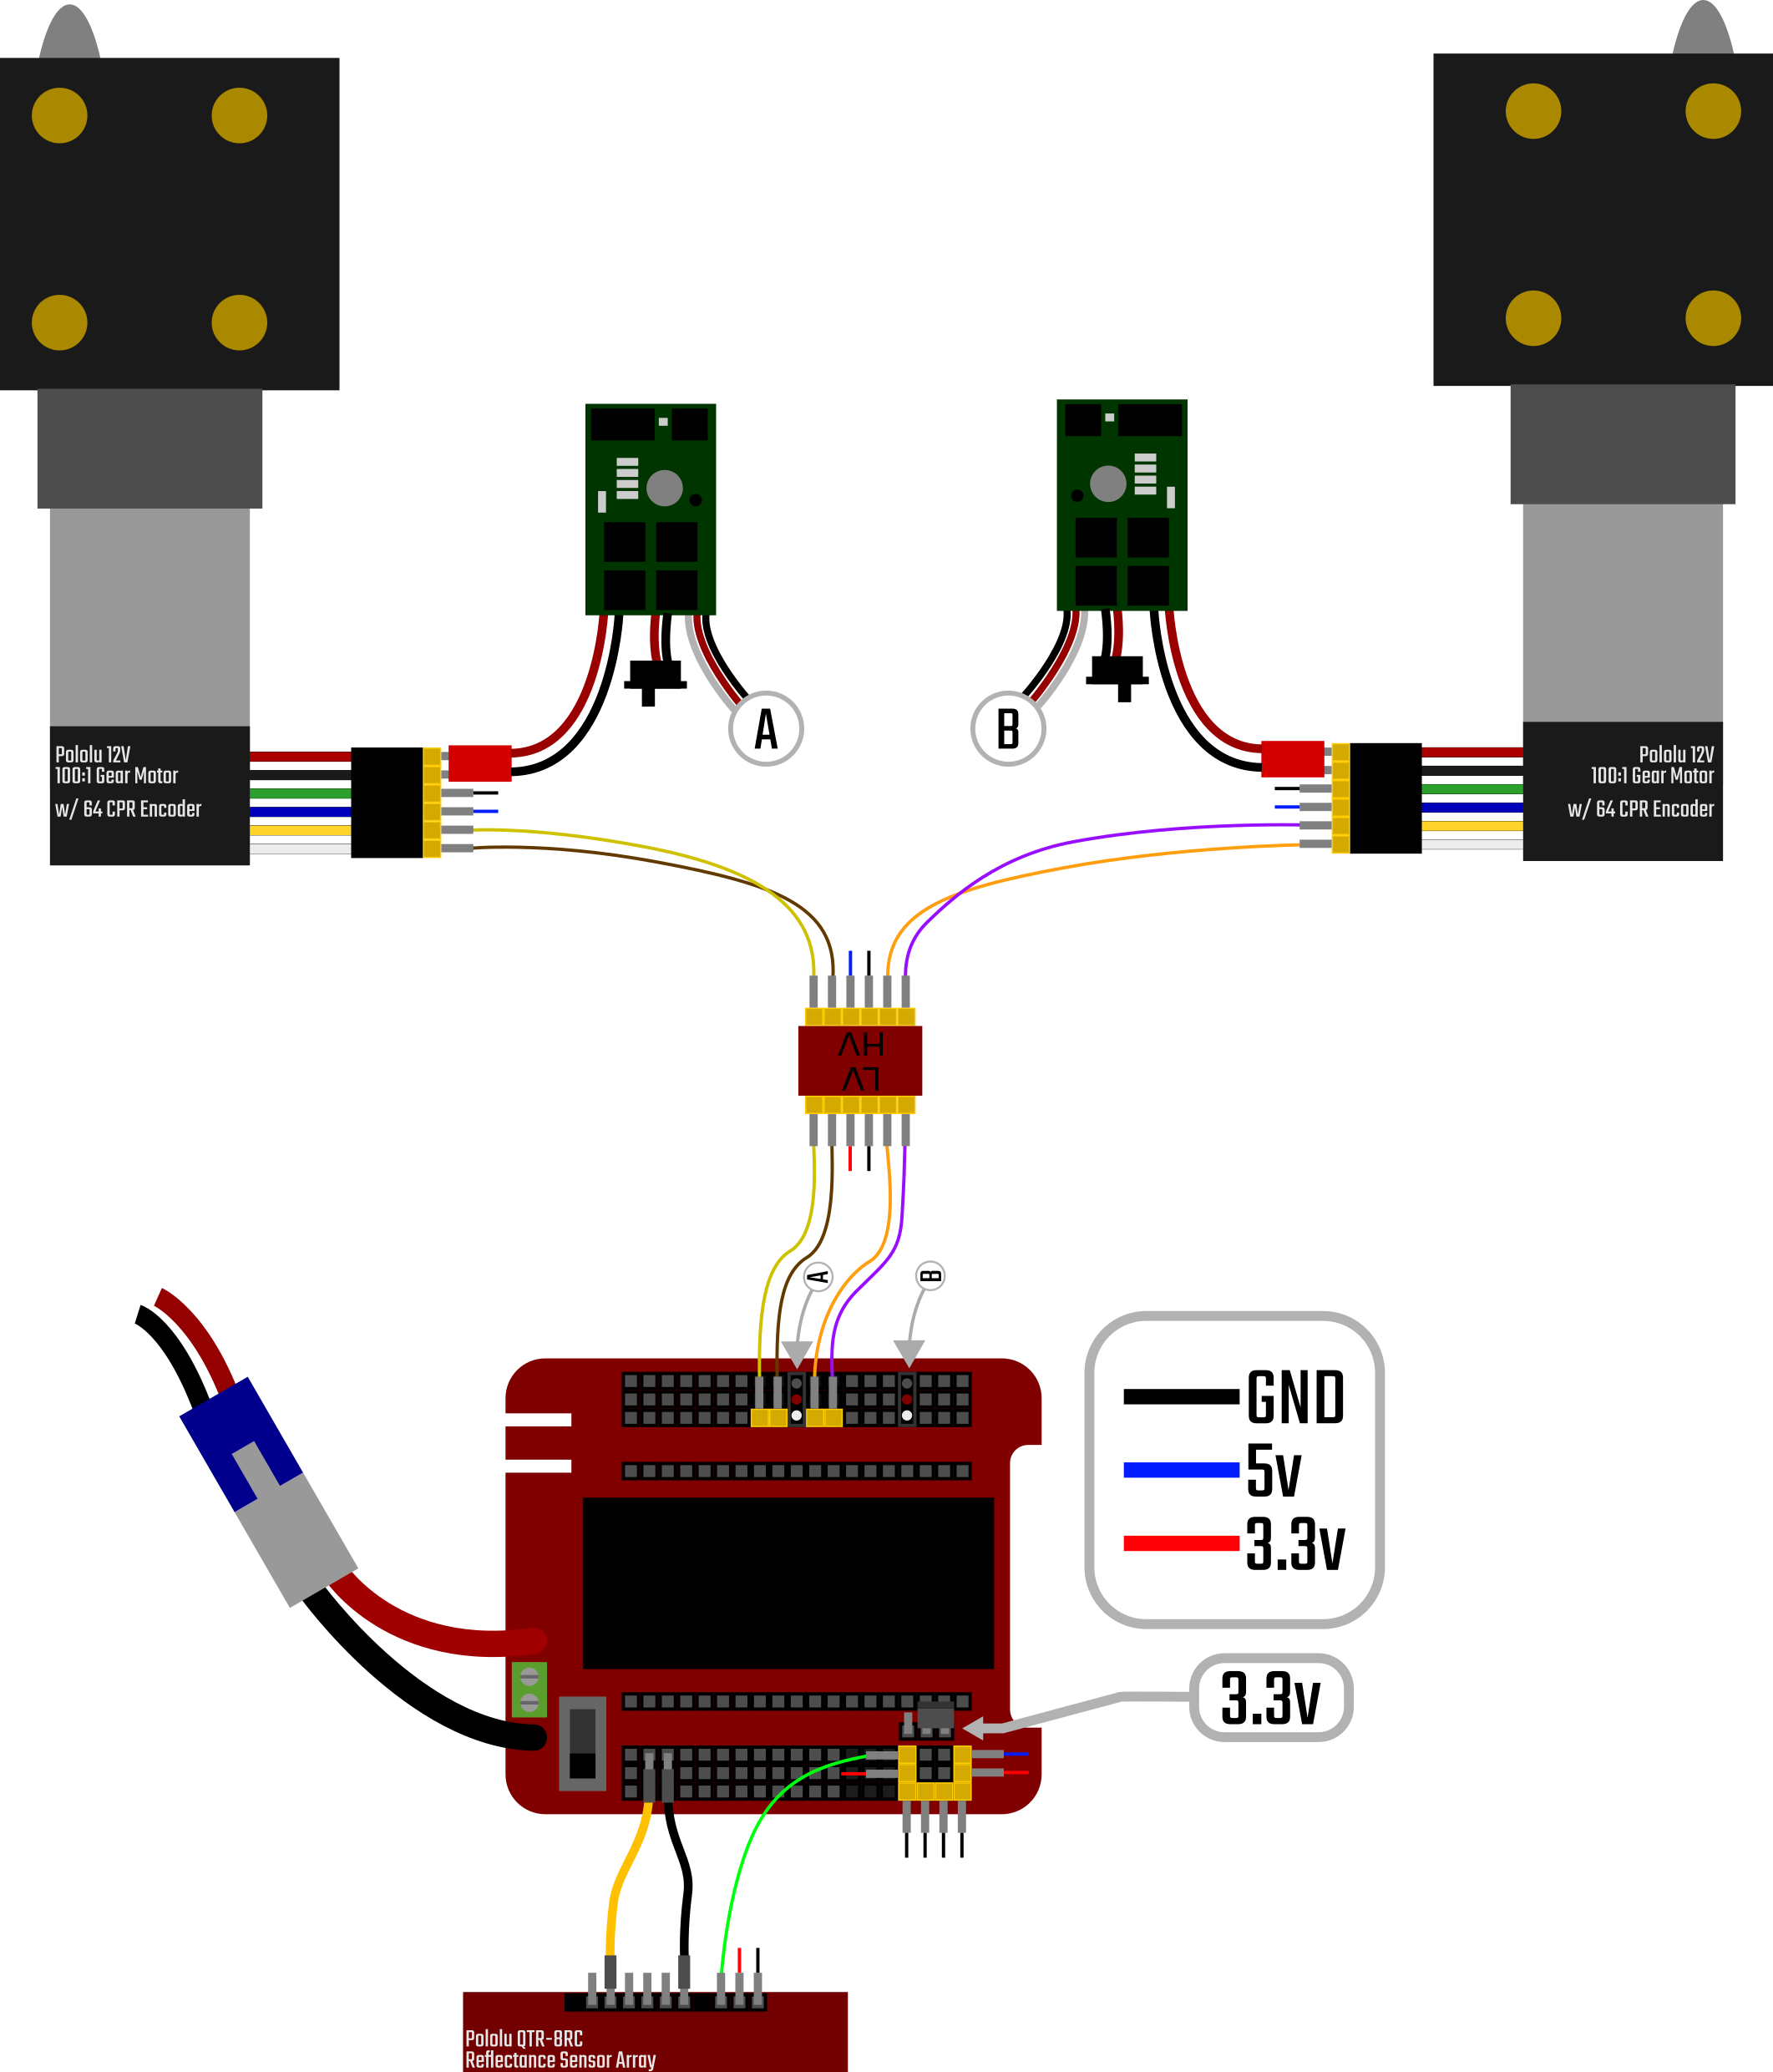 A
B
Pololu 12V
100:1 Gear Motor
w/ 64 CPR Encoder
Pololu 12V
100:1 Gear Motor
w/ 64 CPR Encoder
HV
LV
A
B
GND
5v
3.3v
3.3v
Pololu QTR-8RC
Reflectance Sensor Array